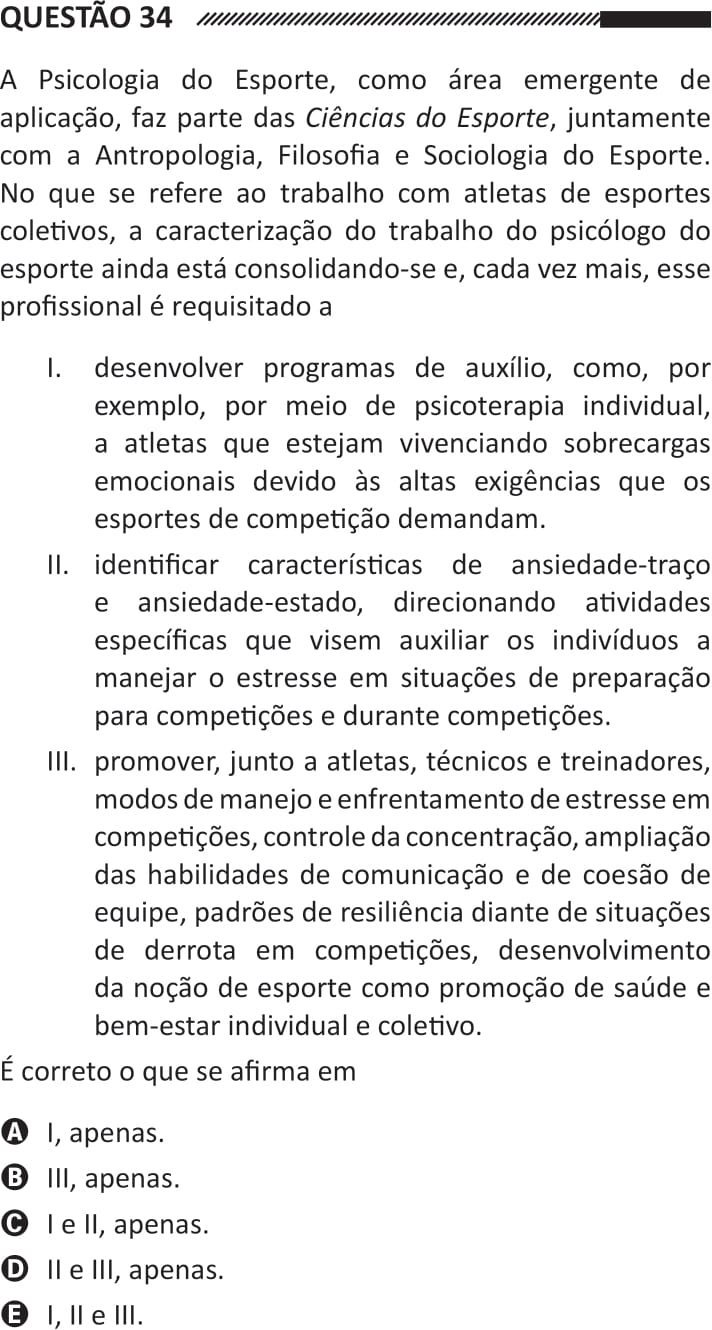 QUESTÃO 34
A Psicologia do Esporte, como área emergente de
aplicação, faz parte das Ciências do Esporte, juntamente
com a Antropologia, Filosofia e Sociologia do Esporte.
No que se refere ao trabalho com atletas de esportes
coletivos, a caracterização do trabalho do psicólogo do
esporte ainda está consolidando-se e, cada vez mais, esse
profissional é requisitado a
I. desenvolver programas de auxílio, como, por
exemplo, por meio de psicoterapia individual,
a atletas que estejam vivenciando sobrecargas
emocionais devido às altas exigências que os
esportes de competição demandam.
II. identificar características de ansiedade-traço
e ansiedade-estado, direcionando atividades
específicas que visem auxiliar os indivíduos a
manejar o estresse em situações de preparação
para competições e durante competições.
III. promover, junto a atletas, técnicos e treinadores,
modos de manejo e enfrentamento de estresse em
competições, controle da concentração, ampliação
das habilidades de comunicação e de coesão de
equipe, padrões de resiliência diante de situações
de derrota em competições, desenvolvimento
da noção de esporte como promoção de saúde e
bem-estar individual e coletivo.
É correto o que se afirma em
A I, apenas.
B III, apenas.
C I e II, apenas.
D II e III, apenas.
E I, II e III.